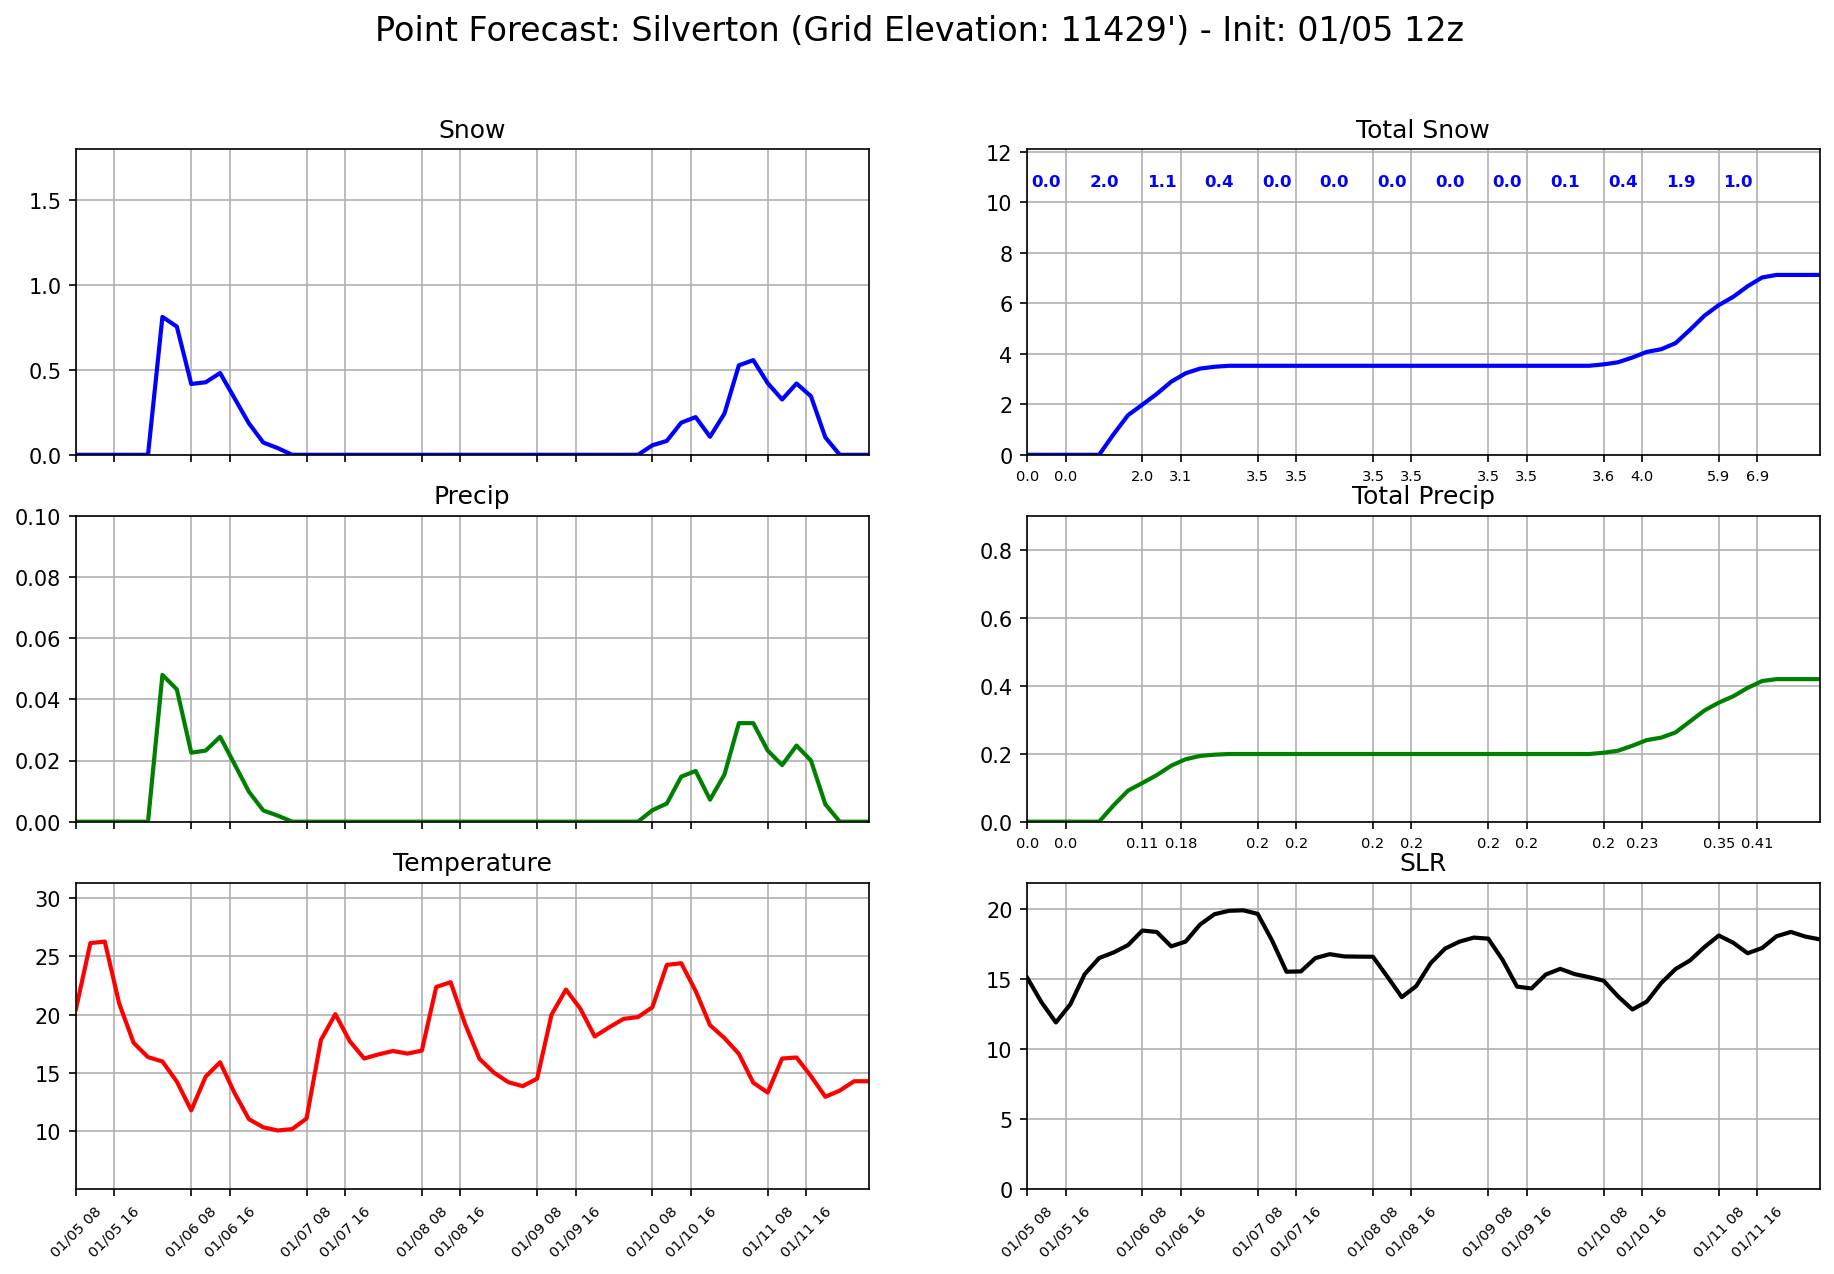 Point Forecast: Silverton (Grid Elevation: 11429') - Init: 01/05 12z
Snow
1.5
1.0
0.5
0.0
Total Snow
12
10
8
6
4
2
0
0.0 2.0 1.1 0.4 0.0 0.0 0.0 0.0 0.0 0.1 0.4 1.9 1.0
0.0 0.0 2.0 3.1 3.5 3.5 3.5 3.5 3.5 3.5 3.6 4.0 5.9 6.9
Precip
0.10
0.08
0.06
0.04
0.02
0.00
Total Precip
0.8
0.6
0.4
0.2
0.0
0.0 0.0 0.11 0.18 0.2 0.2 0.2 0.2 0.2 0.2 0.2 0.23 0.35 0.41
Temperature
30
25
20
15
10
01/05 08 01/05 16 01/06 08 01/06 16 01/07 08 01/07 16 01/08 08 01/08 16 01/09 08 01/09 16 01/10 08 01/10 16 01/11 08 01/11 16
SLR
20
15
10
5
0
01/05 08 01/05 16 01/06 08 01/06 16 01/07 08 01/07 16 01/08 08 01/08 16 01/09 08 01/09 16 01/10 08 01/10 16 01/11 08 01/11 16